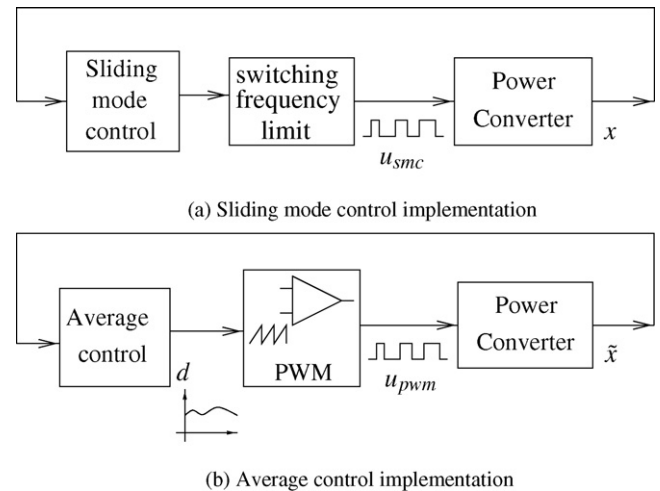 Sliding
mode
control
switching
frequency
limit
u_smc
Power
Converter
x
(a) Sliding mode control implementation
Average
control
d
PWM
u_pwm
Power
Converter
x̃
(b) Average control implementation